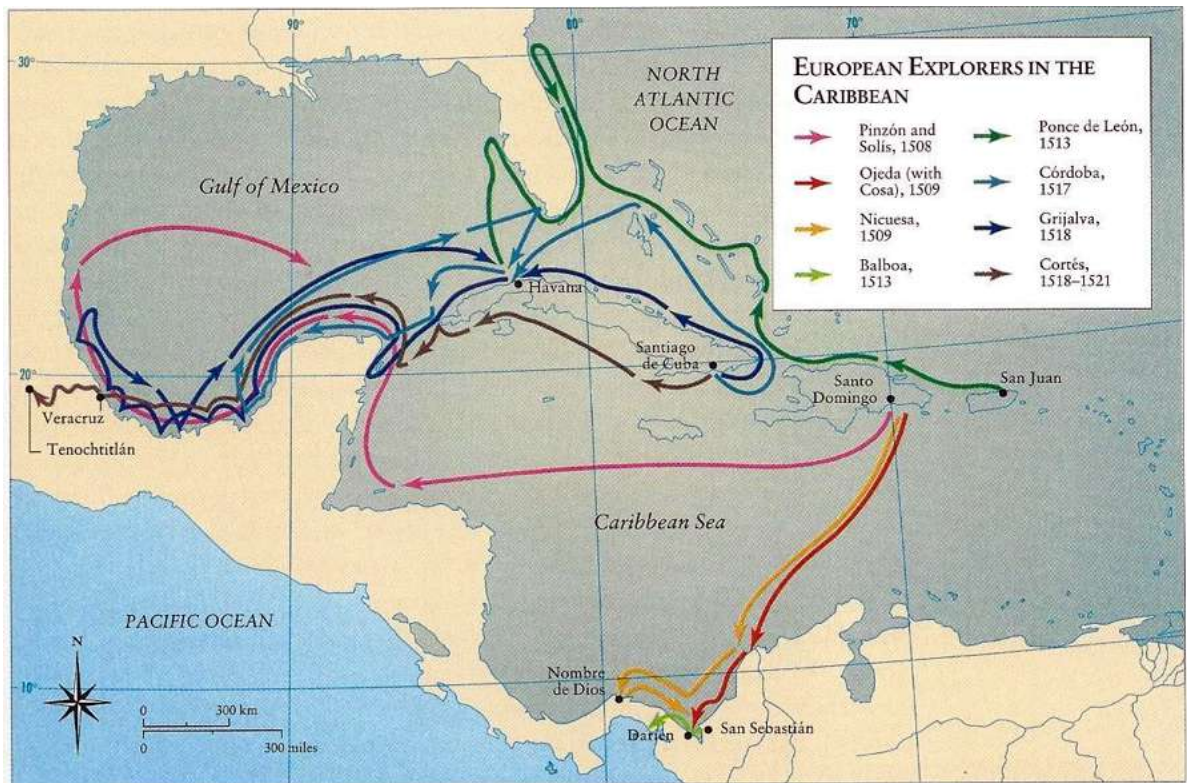 90°
80°
70°
30°
NORTH
ATLANTIC
OCEAN
EUROPEAN EXPLORERS IN THE
CARIBBEAN
Pinzón and
Solís, 1508
Ojeda (with
Cosa), 1509
Nicuesa,
1509
Balboa,
1513
Ponce de León,
1513
Córdoba,
1517
Grijalva,
1518
Cortés,
1518–1521
Gulf of Mexico
Havana
Santiago
de Cuba
20°
Santo
Domingo
San Juan
Veracruz
Tenochtitlán
Caribbean Sea
PACIFIC OCEAN
N
Nombre
de Dios
10°
0 300 km
0 300 miles
Darién
San Sebastián